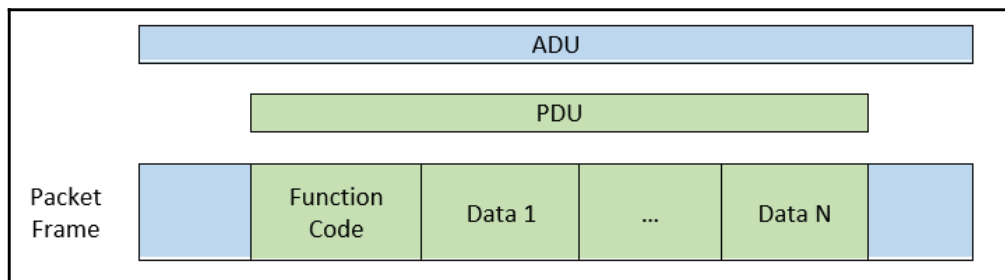 ADU
PDU
Packet
Frame
Function
Code
Data 1
...
Data N